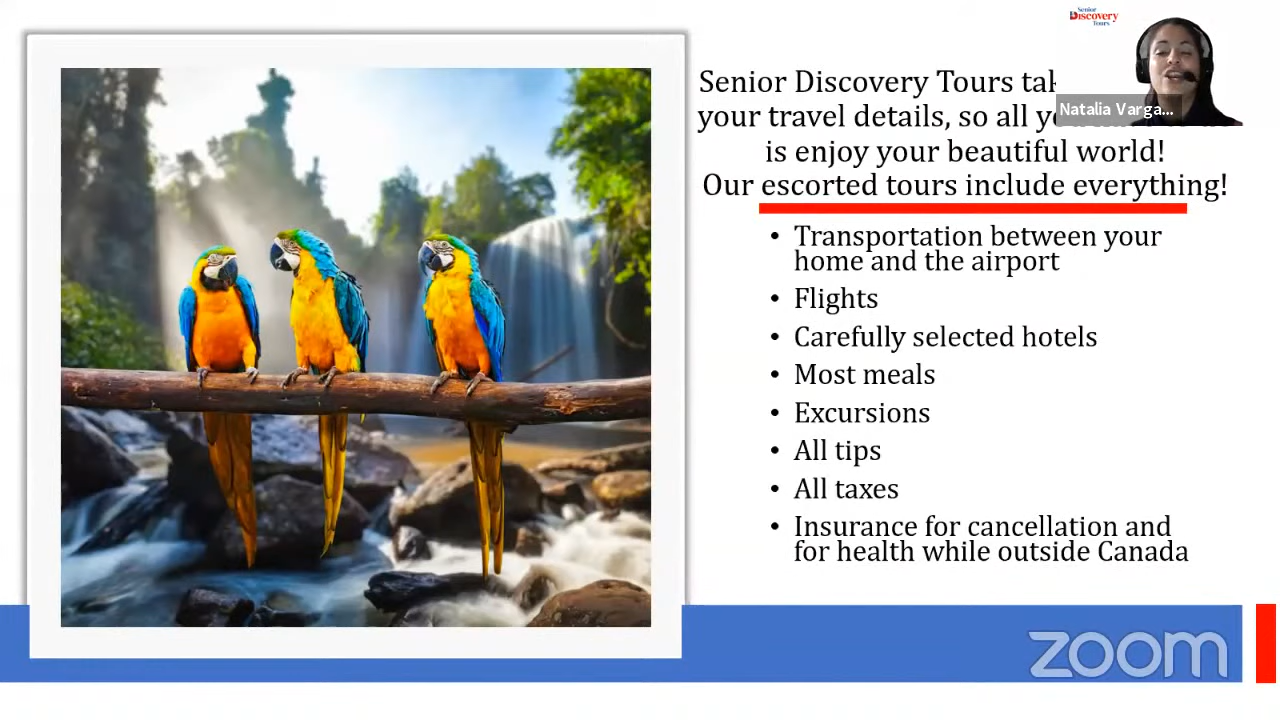 Senior
Discovery
Tours
Senior Discovery Tours
your travel details, so all
Natalia Varga...
is enjoy your beautiful world!
Our escorted tours include everything!
• Transportation between your
home and the airport
• Flights
• Carefully selected hotels
• Most meals
• Excursions
• All tips
• All taxes
• Insurance for cancellation and
for health while outside Canada
zoom